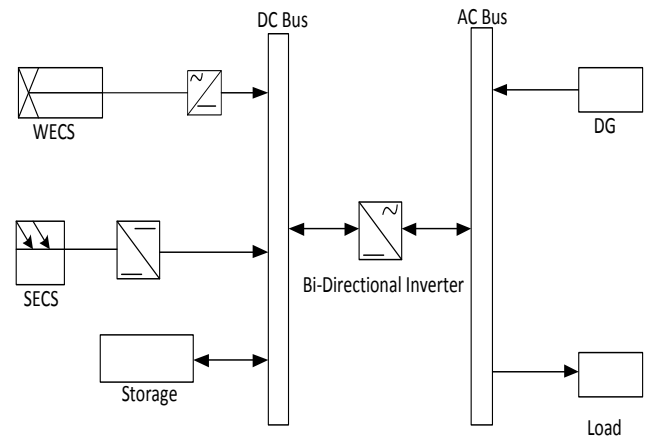 DC Bus
AC Bus
WECS
DG
SECS
Bi-Directional Inverter
Storage
Load